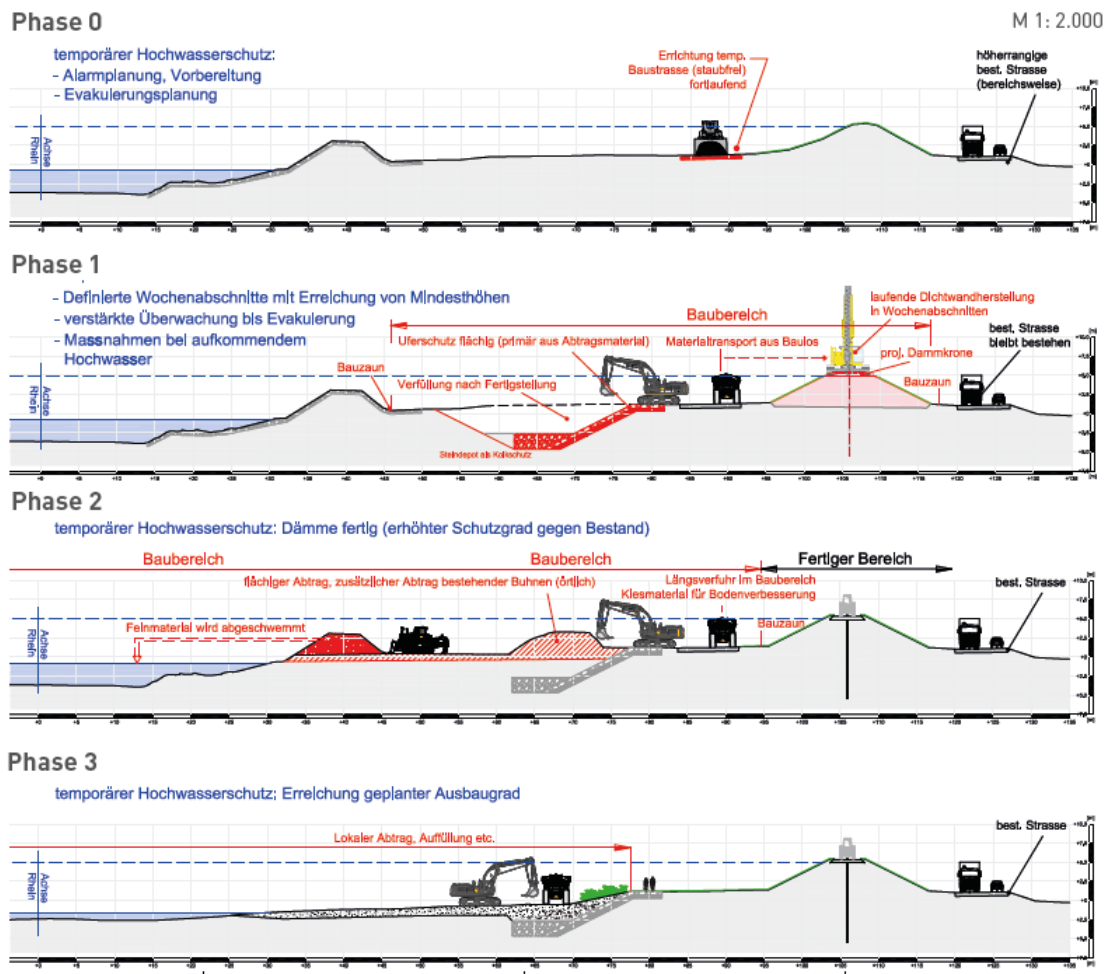 Phase 0
M 1: 2.000
temporärer Hochwasserschutz:
- Alarmplanung, Vorbereitung
- Evakuierungsplanung
Errichtung temp.
Baustrasse (staubfrei)
fortlaufend
höherrangige
best. Strasse
(bereichsweise)
Achse
Rhein
Phase 1
- Definierte Wochenabschnitte mit Erreichung von Mindesthöhen
- verstärkte Überwachung bis Evakuierung
- Massnahmen bei aufkommendem
Hochwasser
Baubereich
laufende Dichtwandherstellung
in Wochenabschnitten
Uferschutz flächig (primär aus Abtragsmaterial)
Materialtransport aus Baulos
best. Strasse
bleibt bestehen
proj. Dammkrone
Bauzaun
Verfüllung nach Fertigstellung
Bauzaun
Steindepot als Kolkschutz
Achse
Rhein
Phase 2
temporärer Hochwasserschutz: Dämme fertig (erhöhter Schutzgrad gegen Bestand)
Baubereich
Baubereich
Fertiger Bereich
flächiger Abtrag, zusätzlicher Abtrag bestehender Buhnen (örtlich)
Längsverfuhr im Baubereich
Kiesmaterial für Bodenverbesserung
best. Strasse
Feinmaterial wird abgeschwemmt
Bauzaun
Achse
Rhein
Phase 3
temporärer Hochwasserschutz: Erreichung geplanter Ausbaugrad
Lokaler Abtrag, Auffüllung etc.
best. Strasse
Achse
Rhein